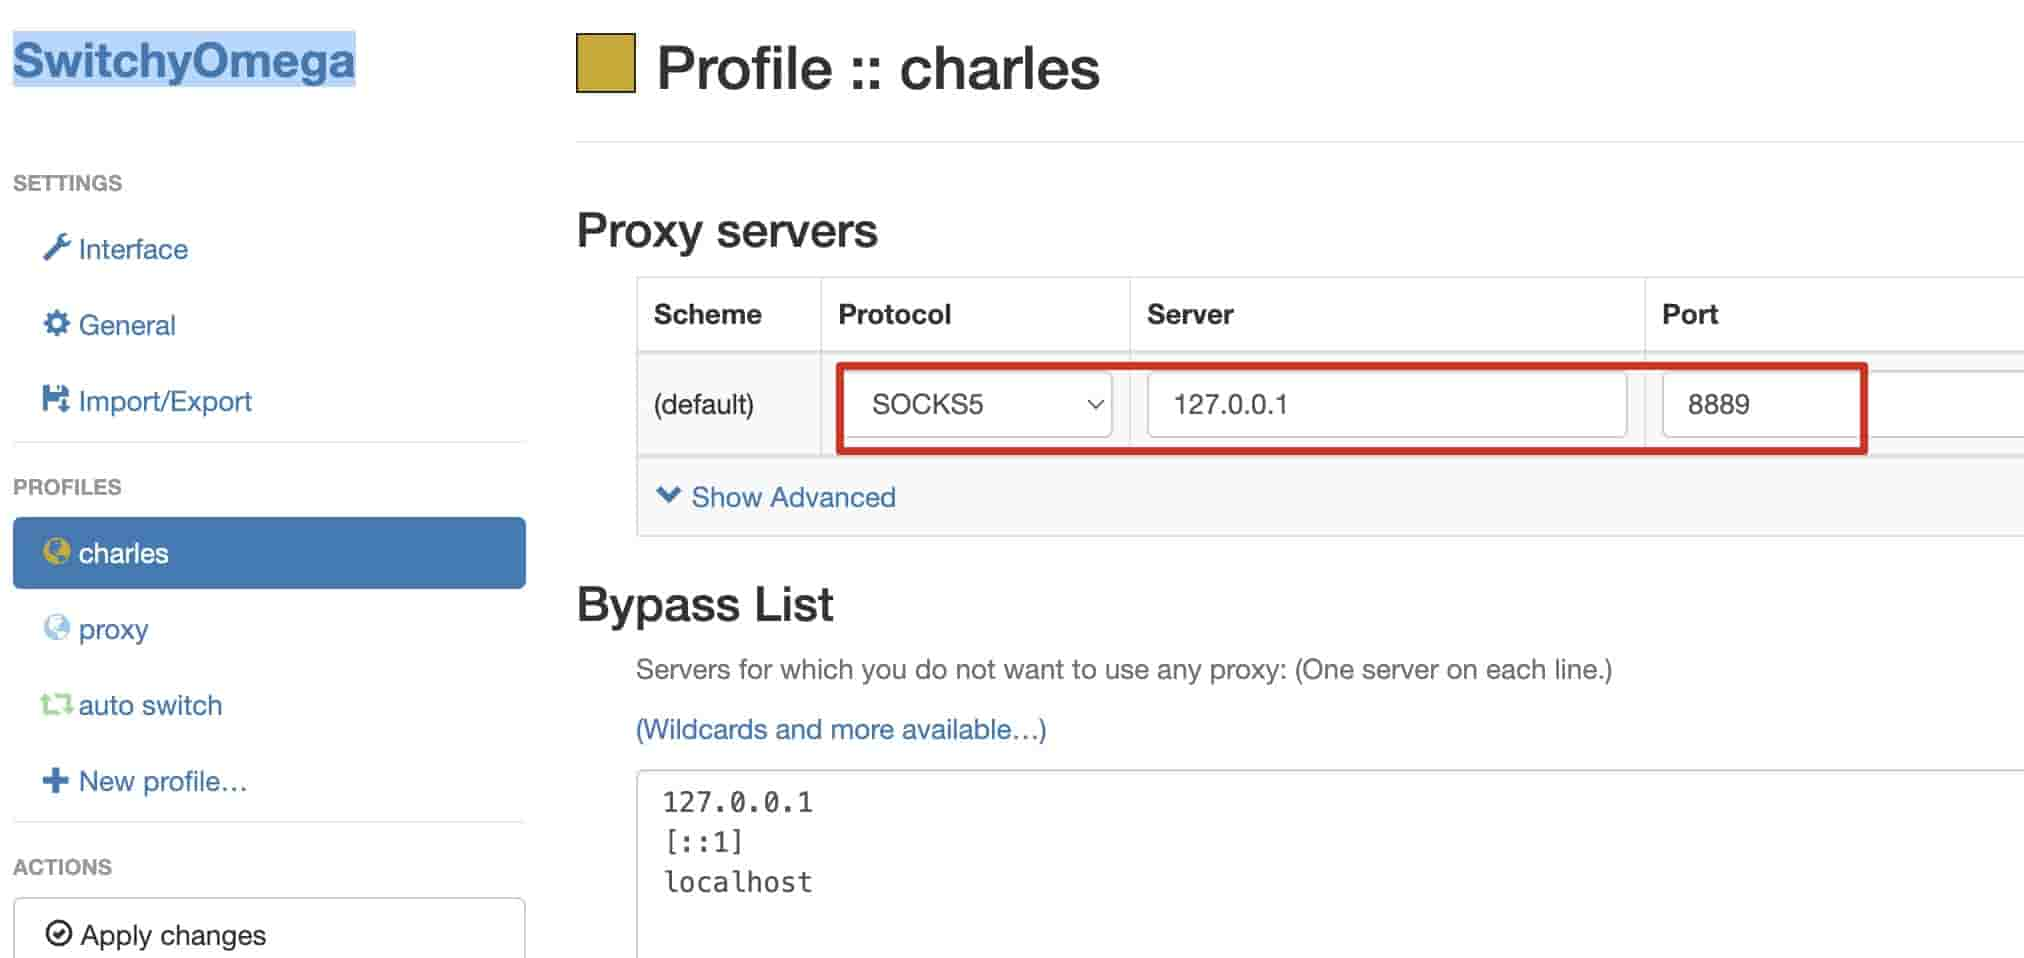 SwitchyOmega
SETTINGS
Interface
General
Import/Export
PROFILES
charles
proxy
auto switch
New profile…
ACTIONS
Apply changes
Profile :: charles
Proxy servers
Scheme Protocol Server Port
(default) SOCKS5 127.0.0.1 8889
Show Advanced
Bypass List
Servers for which you do not want to use any proxy: (One server on each line.)
(Wildcards and more available…)
127.0.0.1
[::1]
localhost